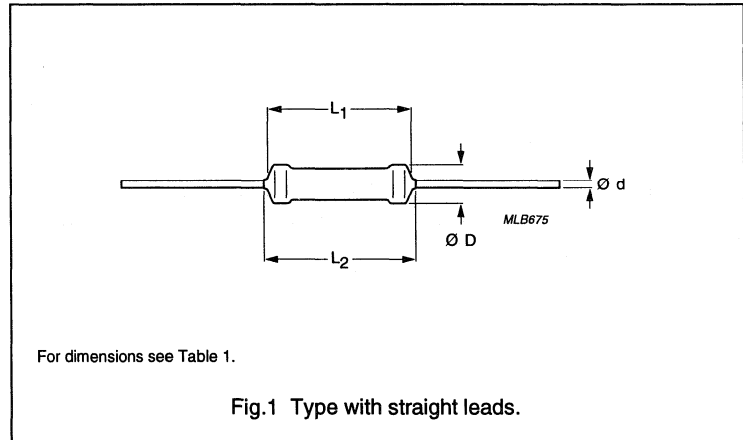 L1
Ø d
MLB675
Ø D
L2
For dimensions see Table 1.
Fig.1 Type with straight leads.